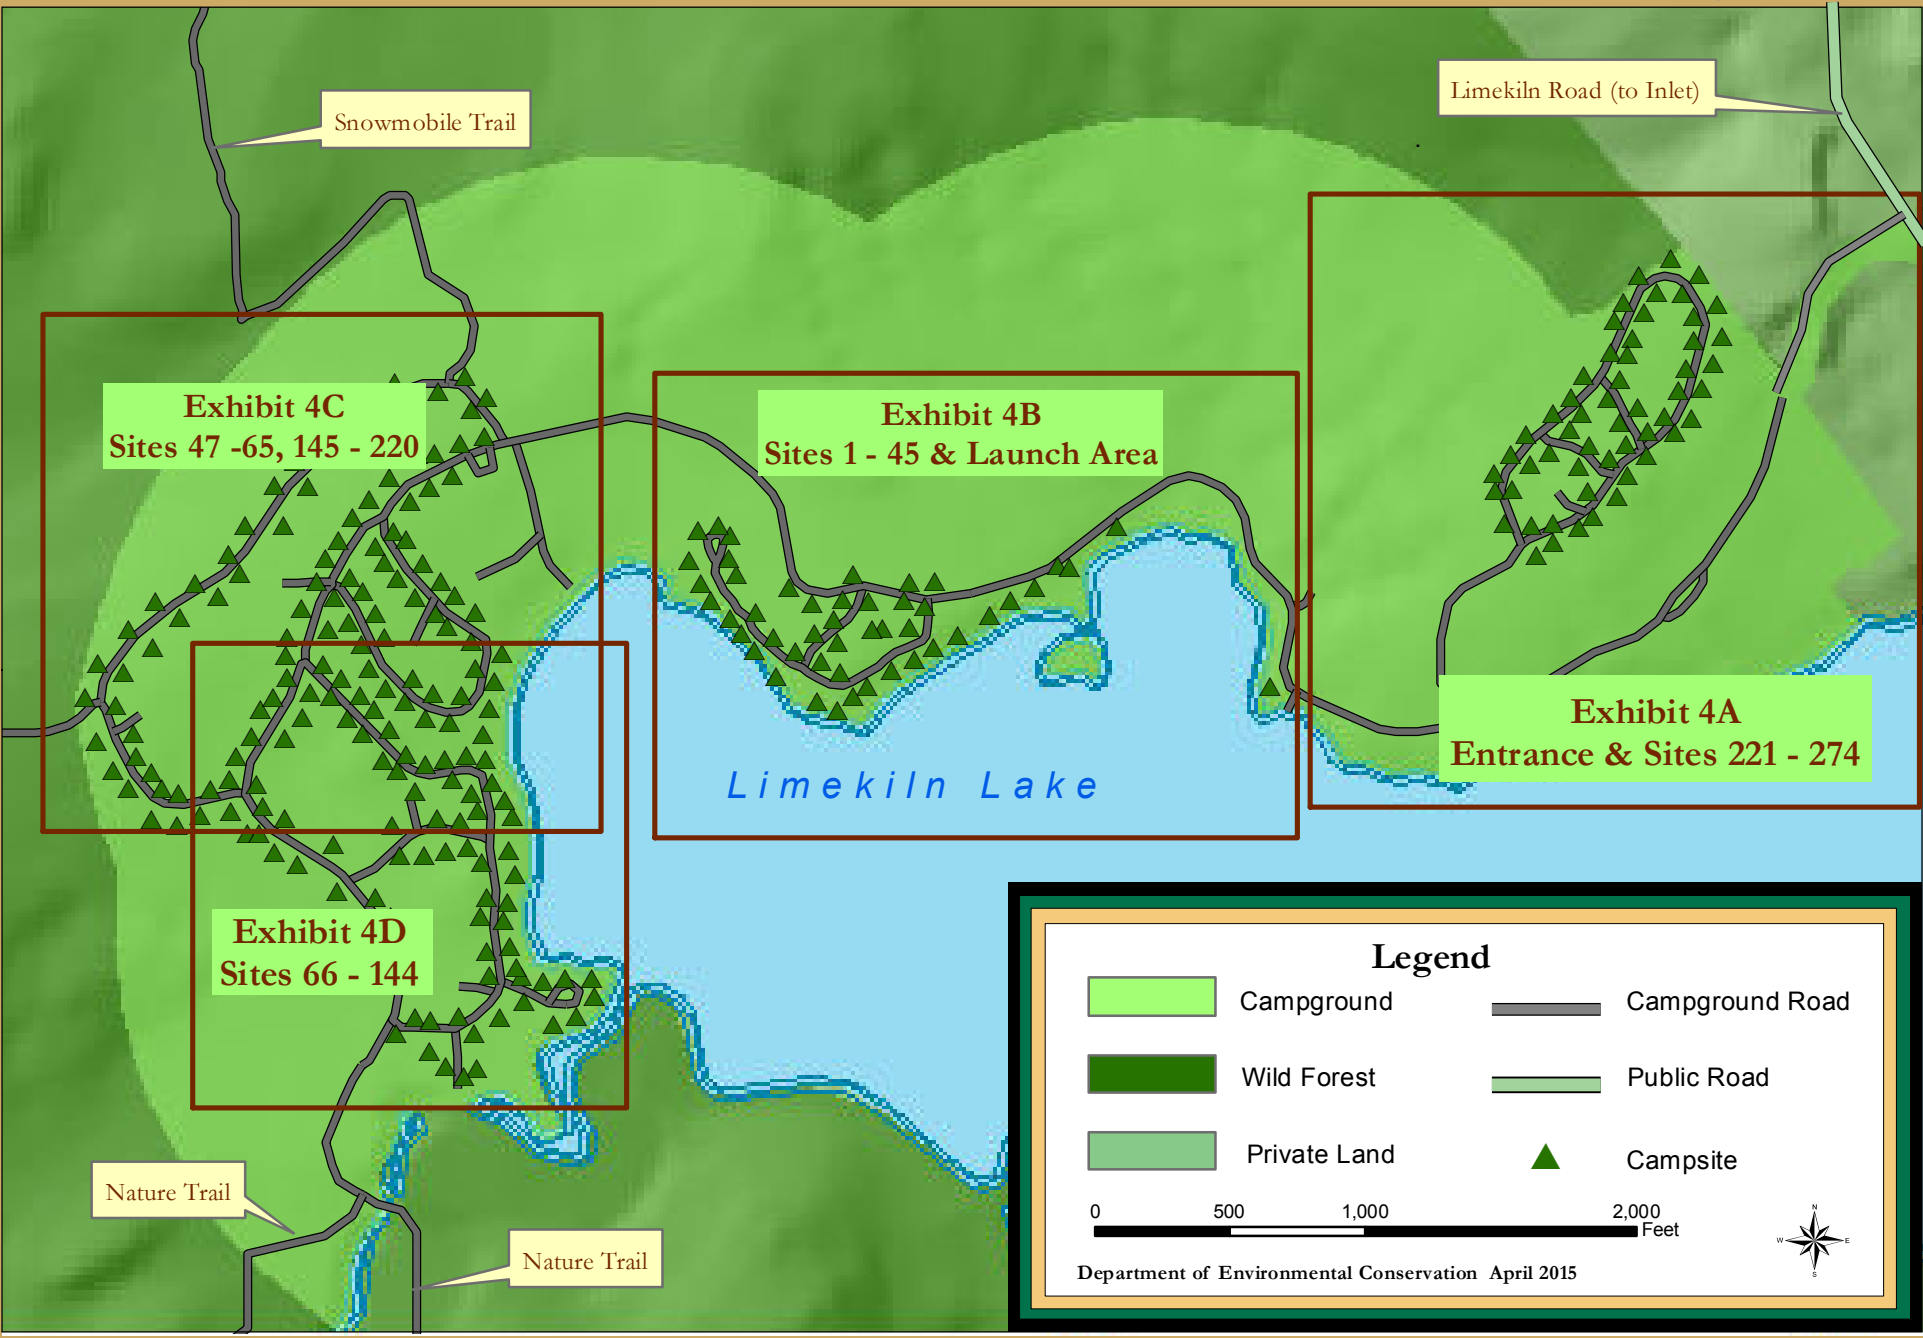 Limekiln Road (to Inlet)
Snowmobile Trail
Exhibit 4C
Sites 47 -65, 145 - 220
Exhibit 4B
Sites 1 - 45 & Launch Area
Exhibit 4A
Entrance & Sites 221 - 274
Limekiln Lake
Exhibit 4D
Sites 66 - 144
Nature Trail
Nature Trail
Legend
Campground
Campground Road
Wild Forest
Public Road
Private Land
Campsite
0 500 1,000 2,000
Feet
N
W E
S
Department of Environmental Conservation April 2015